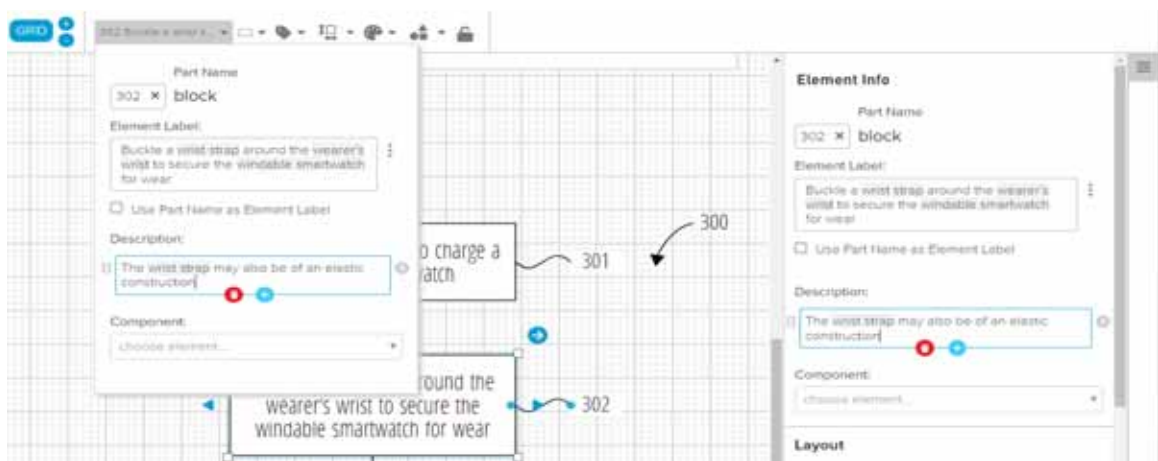 GRID
302 Buckle a wrist s...
Part Name
302 × block
Element Label:
Buckle a wrist strap around the wearer's
wrist to secure the windable smartwatch
for wear
Use Part Name as Element Label
Description:
The wrist strap may also be of an elastic
construction
Component:
choose element...
o charge a
atch
301
300
round the
wearer's wrist to secure the
windable smartwatch for wear
302
Element Info
Part Name
302 × block
Element Label:
Buckle a wrist strap around the wearer's
wrist to secure the windable smartwatch
for wear
Use Part Name as Element Label
Description:
The wrist strap may also be of an elastic
construction
Component:
choose element...
Layout